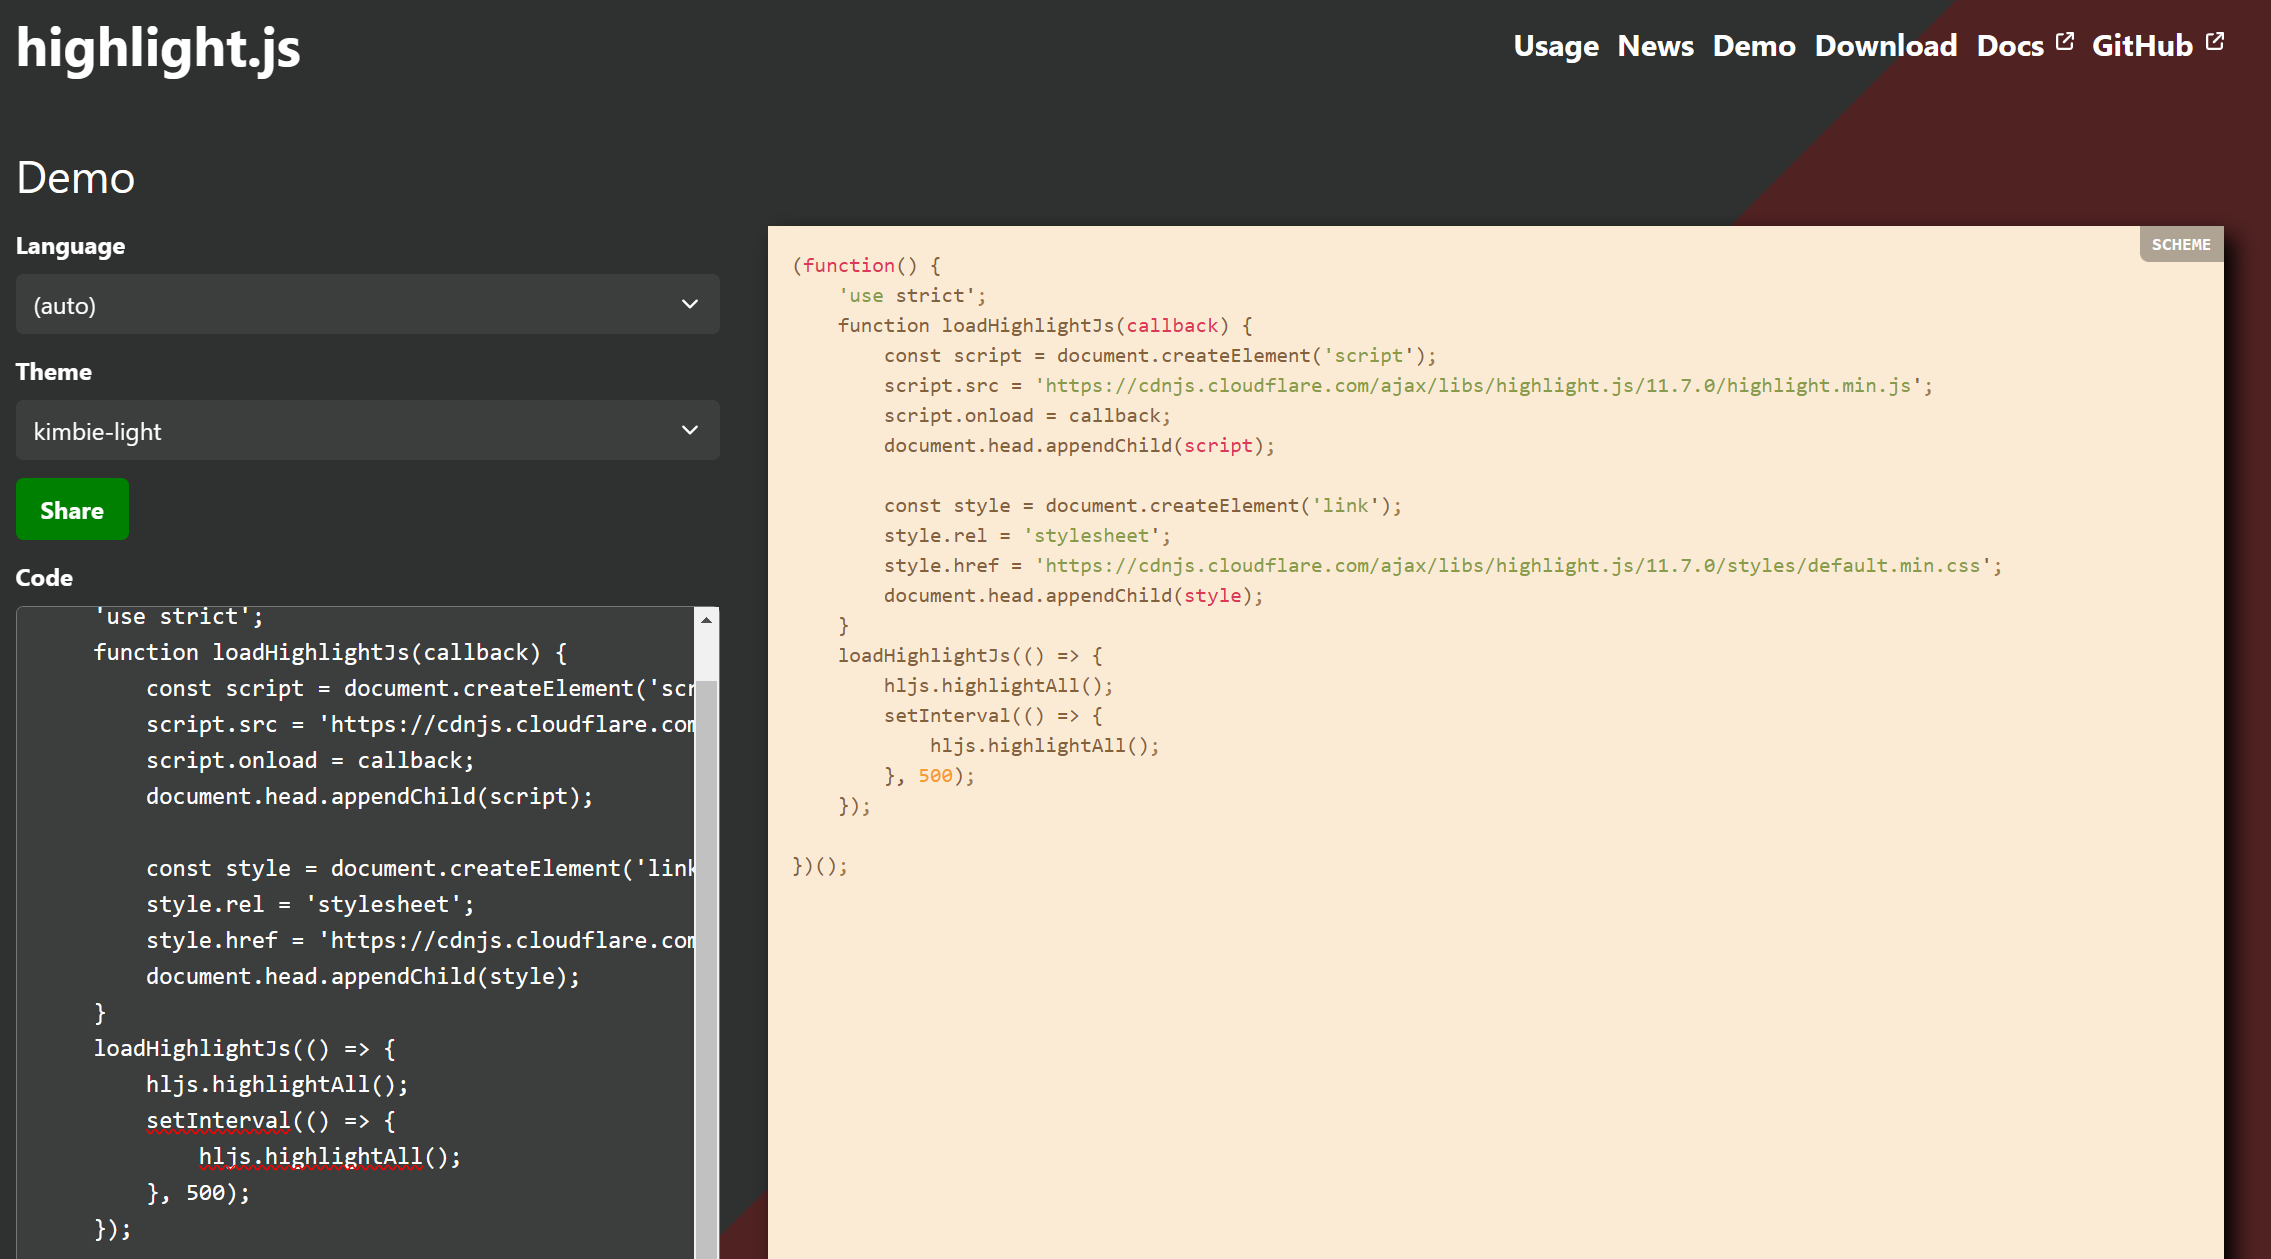 highlight.js
Usage News Demo Download Docs GitHub
Demo
Language
(auto)
Theme
kimbie-light
Share
Code
'use strict';
function loadHighlightJs(callback) {
const script = document.createElement('scr
script.src = 'https://cdnjs.cloudflare.com
script.onload = callback;
document.head.appendChild(script);
const style = document.createElement('link
style.rel = 'stylesheet';
style.href = 'https://cdnjs.cloudflare.com
document.head.appendChild(style);
}
loadHighlightJs(() => {
hljs.highlightAll();
setInterval(() => {
hljs.highlightAll();
}, 500);
});
SCHEME
(function() {
'use strict';
function loadHighlightJs(callback) {
const script = document.createElement('script');
script.src = 'https://cdnjs.cloudflare.com/ajax/libs/highlight.js/11.7.0/highlight.min.js';
script.onload = callback;
document.head.appendChild(script);
const style = document.createElement('link');
style.rel = 'stylesheet';
style.href = 'https://cdnjs.cloudflare.com/ajax/libs/highlight.js/11.7.0/styles/default.min.css';
document.head.appendChild(style);
}
loadHighlightJs(() => {
hljs.highlightAll();
setInterval(() => {
hljs.highlightAll();
}, 500);
});
})();